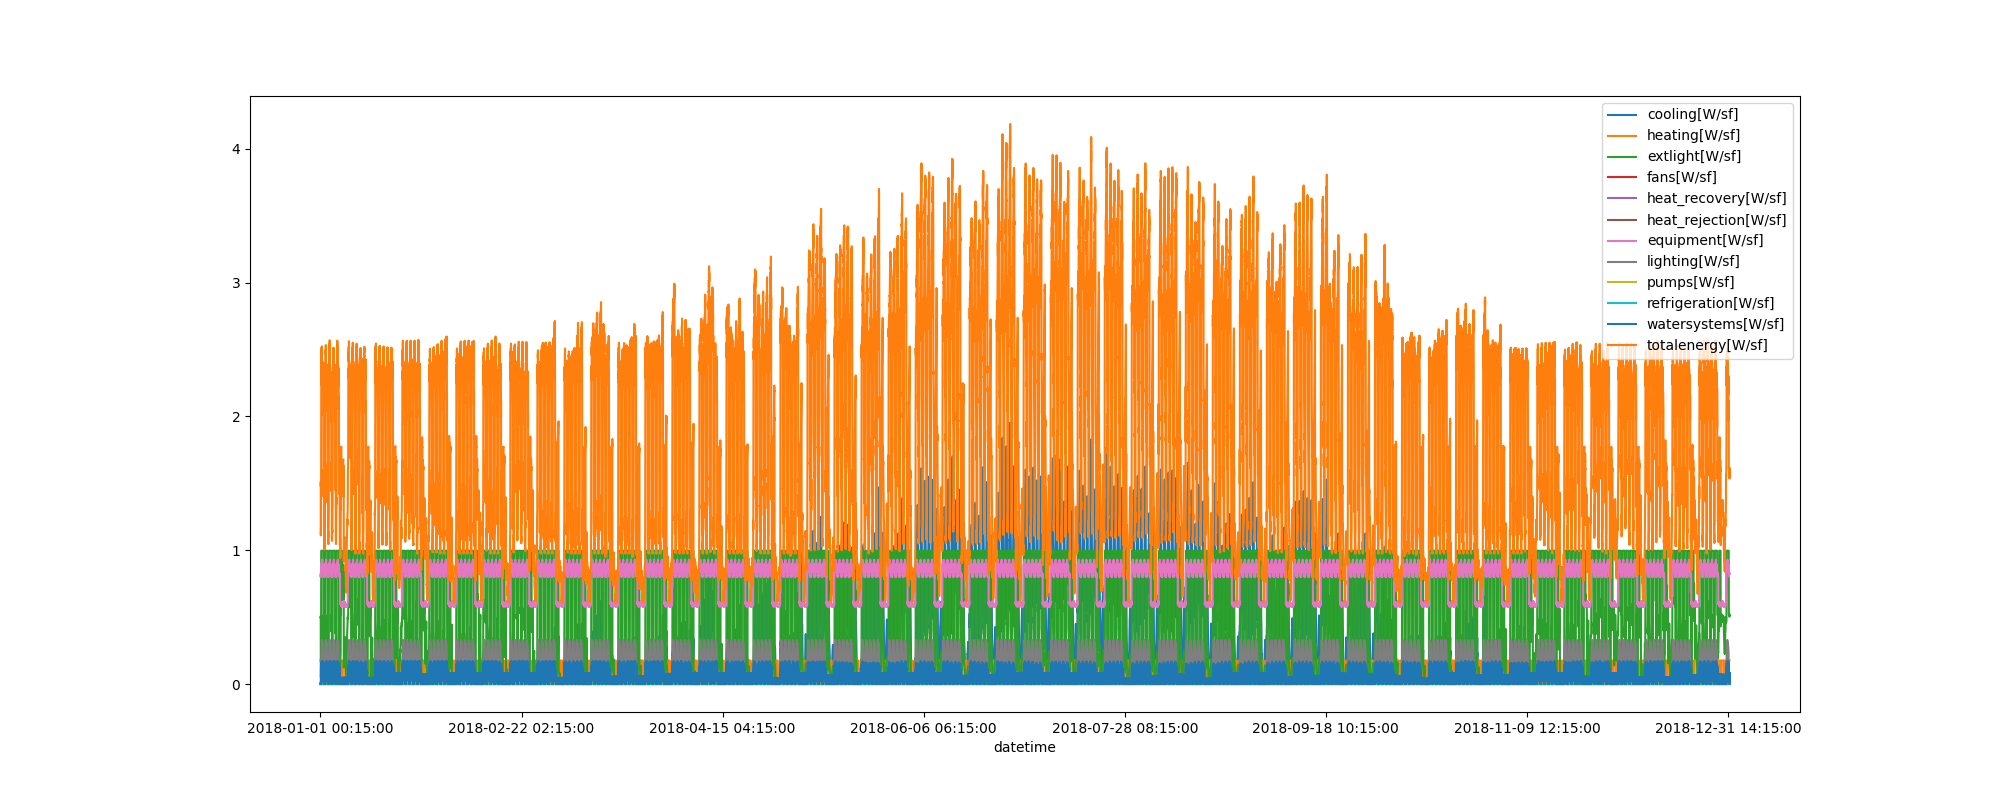 cooling[W/sf]
heating[W/sf]
extlight[W/sf]
fans[W/sf]
heat_recovery[W/sf]
heat_rejection[W/sf]
equipment[W/sf]
lighting[W/sf]
pumps[W/sf]
refrigeration[W/sf]
watersystems[W/sf]
totalenergy[W/sf]
4
3
2
1
0
2018-01-01 00:15:00 2018-02-22 02:15:00 2018-04-15 04:15:00 2018-06-06 06:15:00 2018-07-28 08:15:00 2018-09-18 10:15:00 2018-11-09 12:15:00 2018-12-31 14:15:00
datetime